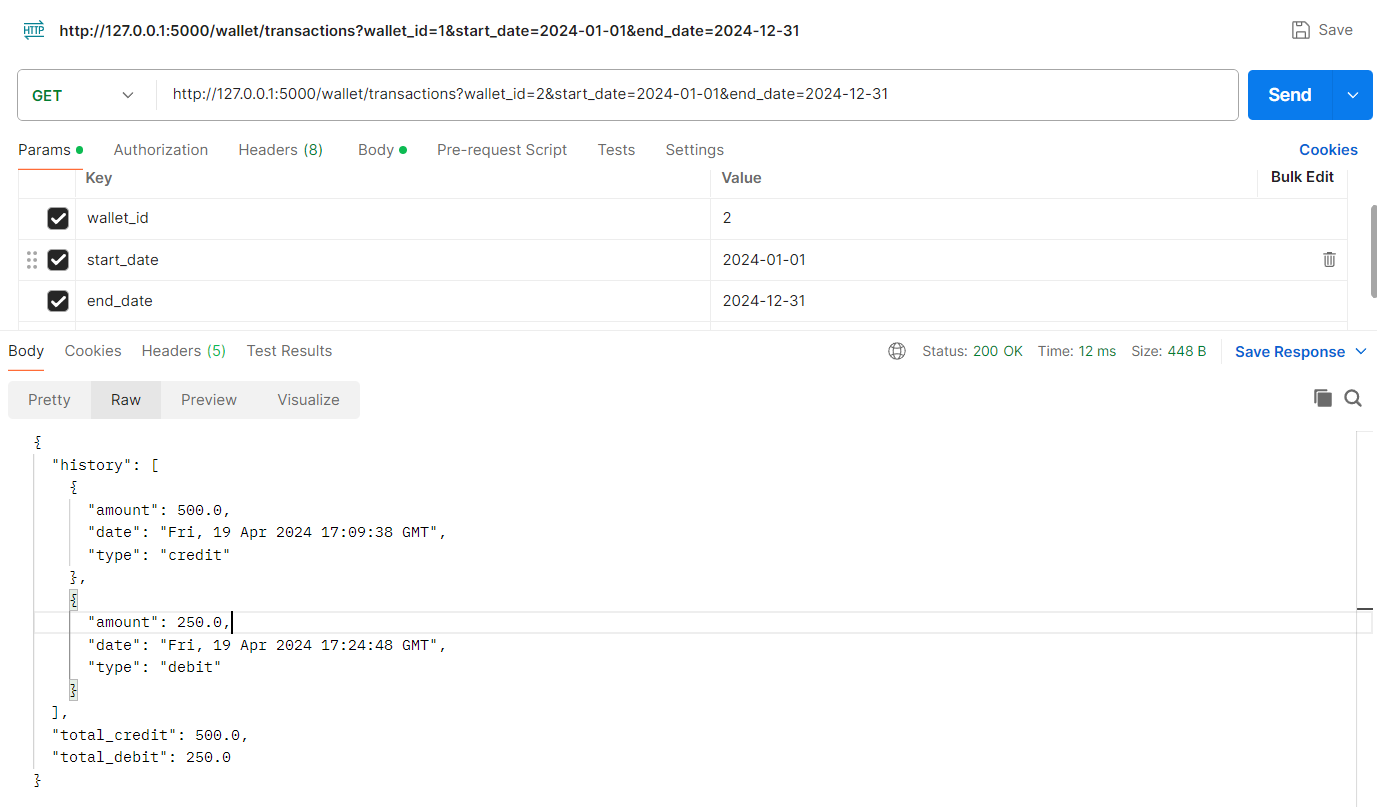 HTTP http://127.0.0.1:5000/wallet/transactions?wallet_id=1&start_date=2024-01-01&end_date=2024-12-31 Save
GET http://127.0.0.1:5000/wallet/transactions?wallet_id=2&start_date=2024-01-01&end_date=2024-12-31 Send
Params Authorization Headers (8) Body Pre-request Script Tests Settings Cookies
Key Value Bulk Edit
wallet_id 2
start_date 2024-01-01
end_date 2024-12-31
Body Cookies Headers (5) Test Results Status: 200 OK Time: 12 ms Size: 448 B Save Response
Pretty Raw Preview Visualize
{
"history": [
{
"amount": 500.0,
"date": "Fri, 19 Apr 2024 17:09:38 GMT",
"type": "credit"
},
{
"amount": 250.0,
"date": "Fri, 19 Apr 2024 17:24:48 GMT",
"type": "debit"
}
],
"total_credit": 500.0,
"total_debit": 250.0
}